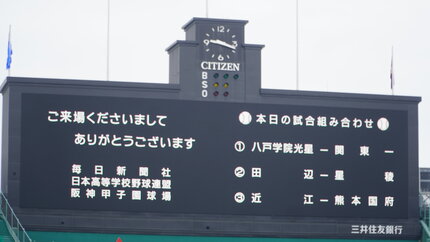 12
3
6
9
CITIZEN
B
S
O
ご来場くださいまして
ありがとうございます
毎日新聞社
日本高等学校野球連盟
阪神甲子園球場
本日の試合組み合わせ
① 八戸学院光星－関東一
② 田辺－星稜
③ 近江－熊本国府
三井住友銀行